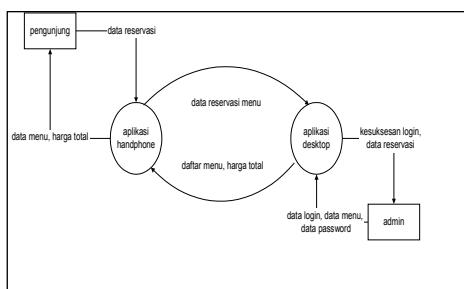 pengunjung
data reservasi
data reservasi menu
data menu, harga total
aplikasi
handphone
aplikasi
desktop
kesuksesan login,
data reservasi
daftar menu, harga total
data login, data menu,
data password
admin